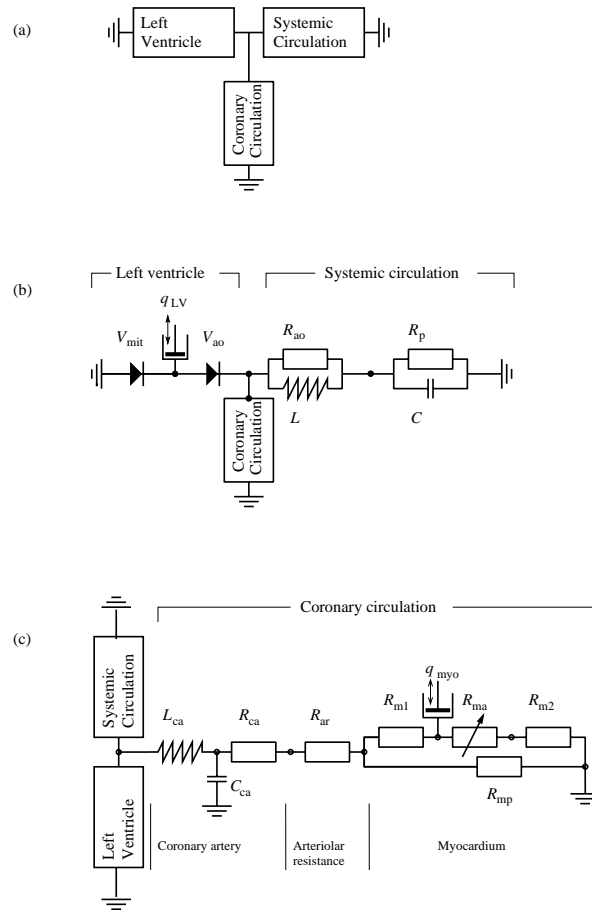 (a)
Left
Ventricle
Systemic
Circulation
Coronary
Circulation
(b)
Left ventricle
Systemic circulation
q LV
V mit
V ao
R ao
R p
L
C
Coronary
Circulation
Coronary circulation
(c)
Systemic
Circulation
q myo
L ca
R ca
R ar
R m1
R ma
R m2
C ca
R mp
Left
Ventricle
Coronary artery
Arteriolar
resistance
Myocardium